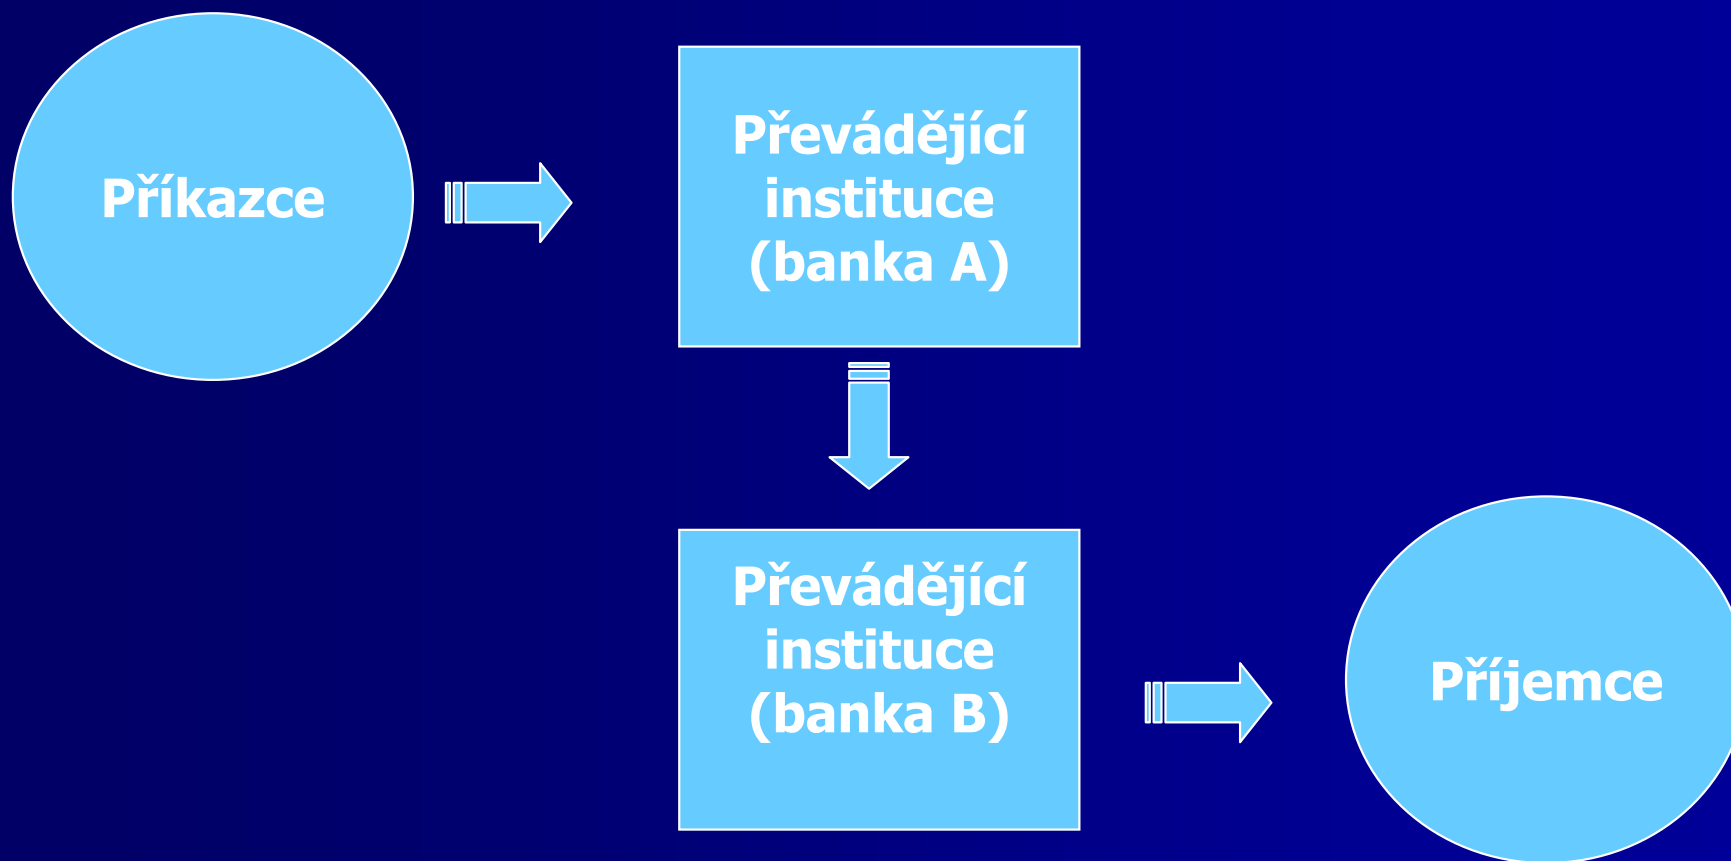 Příkazce
Převádějící
instituce
(banka A)
Převádějící
instituce
(banka B)
Příjemce